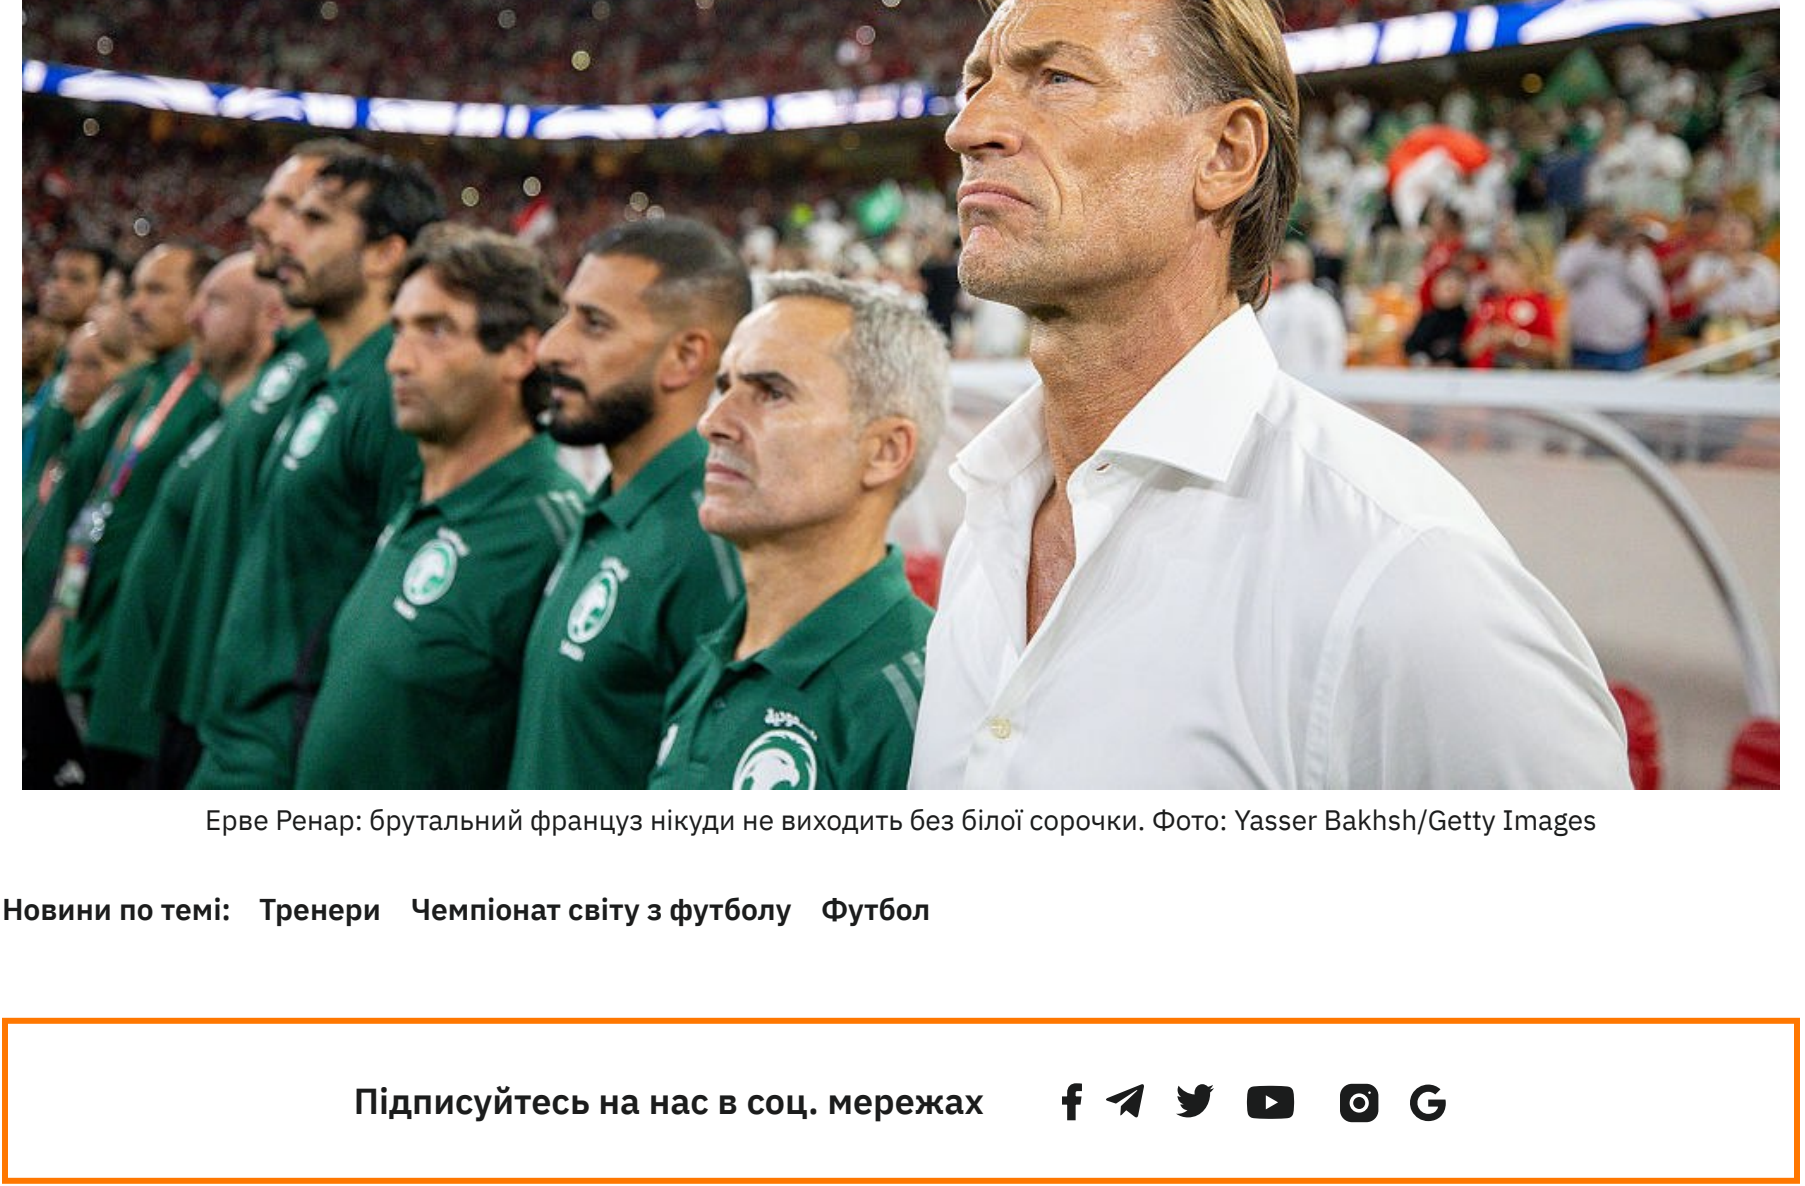 السعودية
Ерве Ренар: брутальний француз нікуди не виходить без білої сорочки. Фото: Yasser Bakhsh/Getty Images
Новини по темі: Тренери Чемпіонат світу з футболу Футбол
Підписуйтесь на нас в соц. мережах